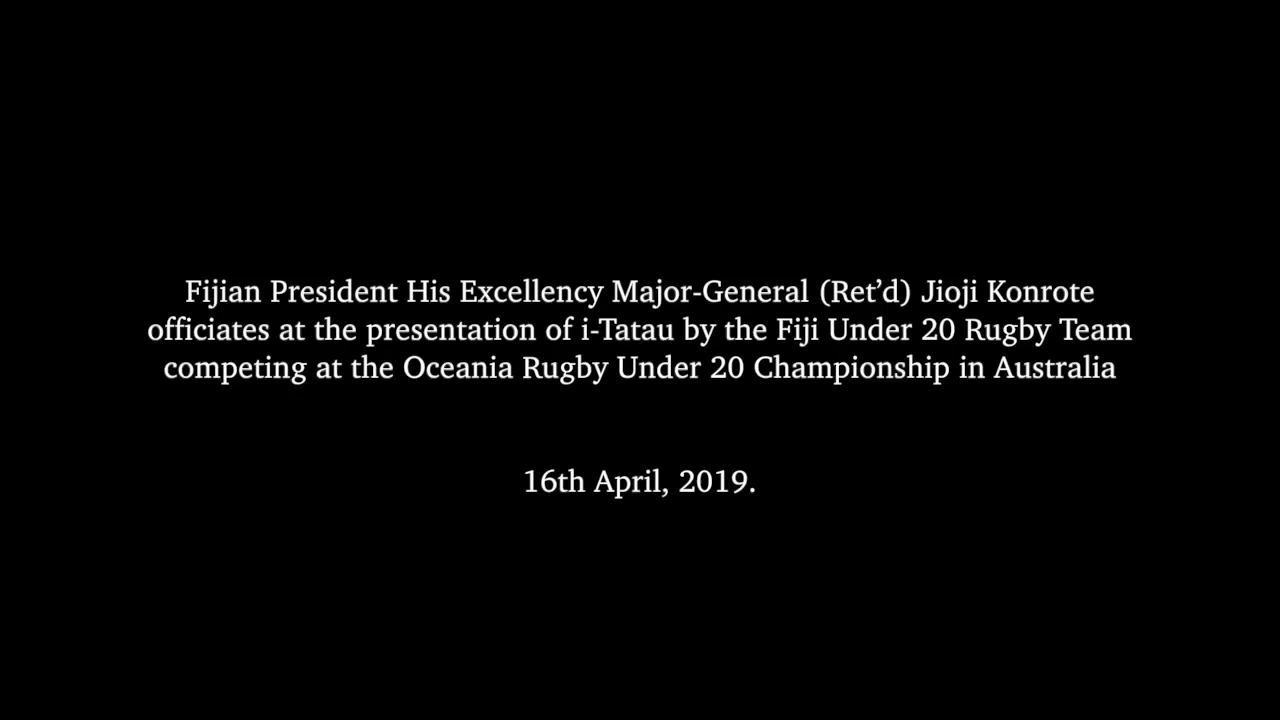 Fijian President His Excellency Major-General (Ret’d) Jioji Konrote
officiates at the presentation of i-Tatau by the Fiji Under 20 Rugby Team
competing at the Oceania Rugby Under 20 Championship in Australia
16th April, 2019.